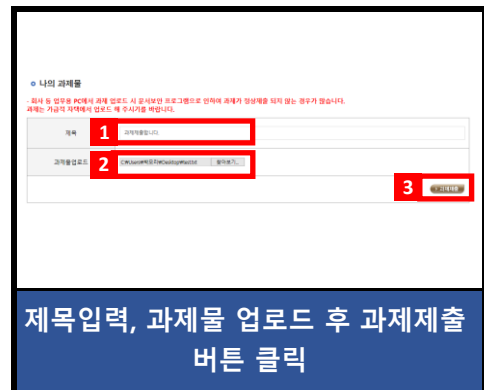 나의 과제물
- 회사 등 업무용 PC에서 과제 업로드 시 문서보안 프로그램으로 인하여 과제가 정상제출 되지 않는 경우가 많습니다.
과제는 가급적 자택에서 업로드 해 주시기를 바랍니다.
제목 1 과제제출합니다.
과제물업로드 2 찾아보기...
3 과제제출
제목입력, 과제물 업로드 후 과제제출
버튼 클릭